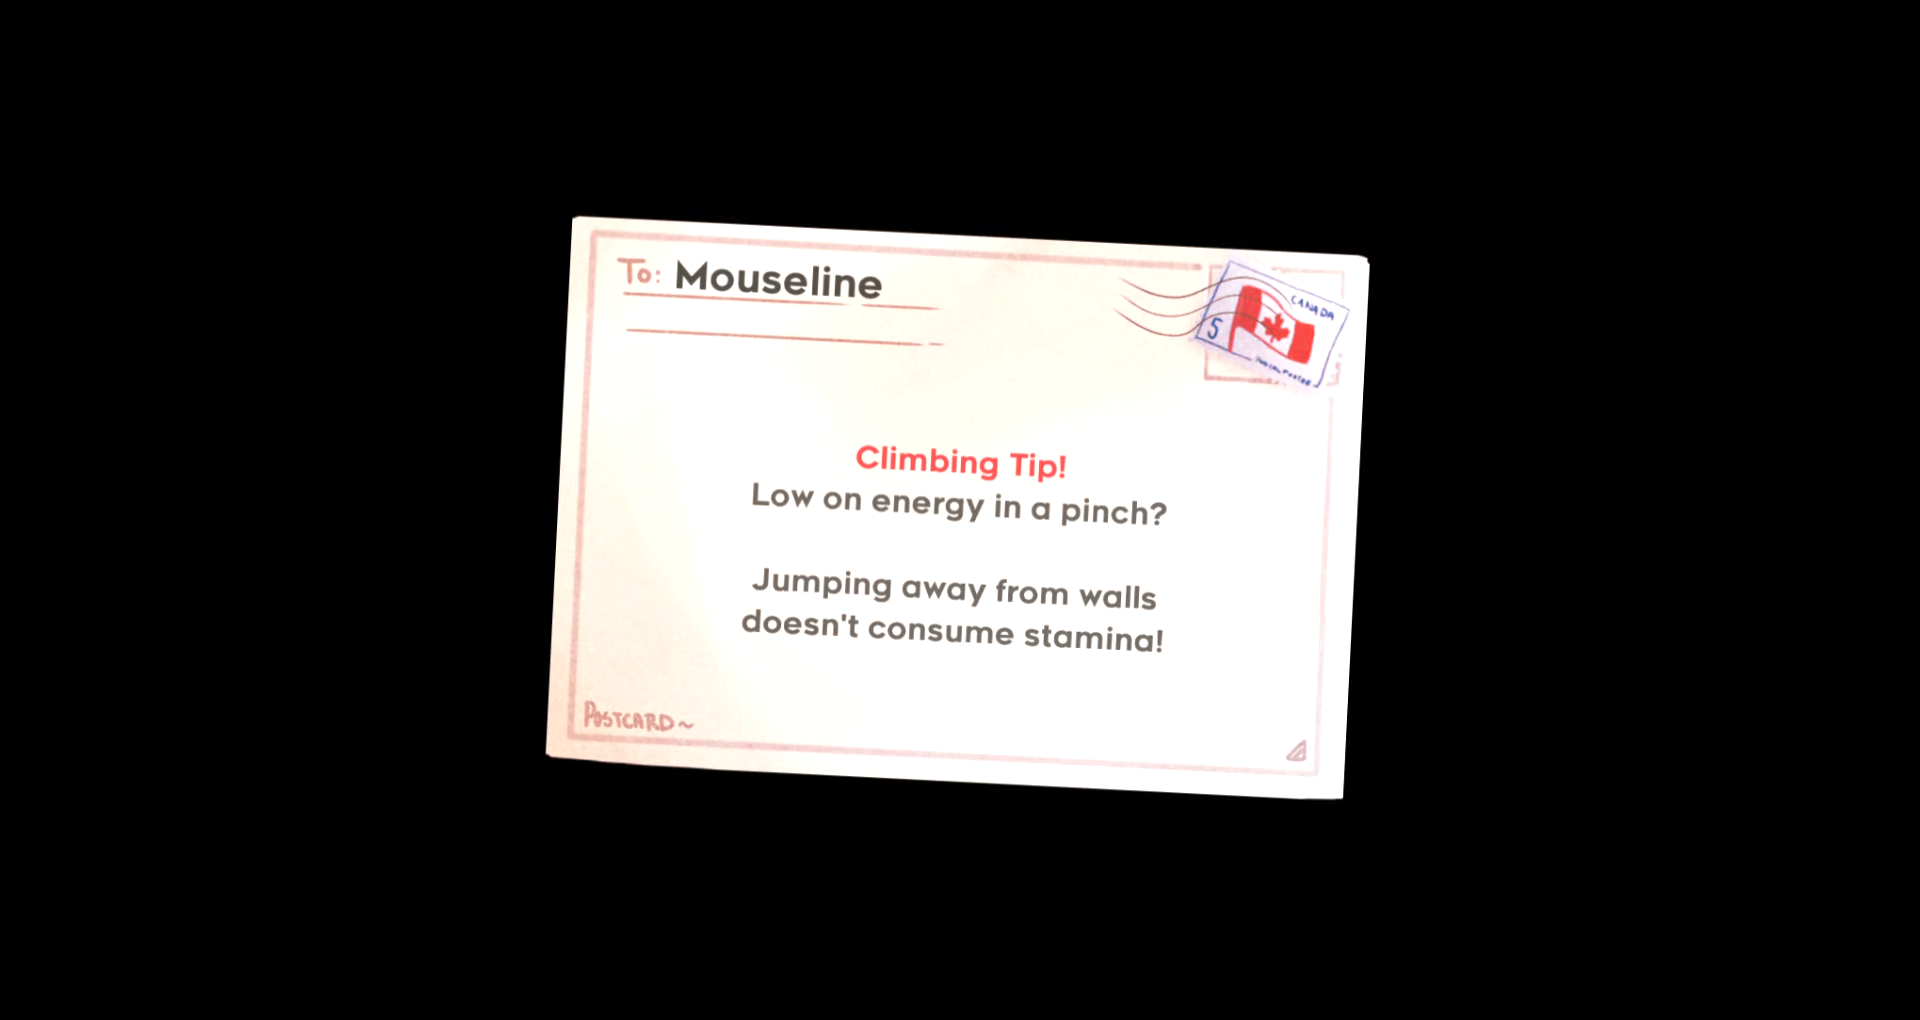 To: Mouseline
CANADA
5
Climbing Tip!
Low on energy in a pinch?
Jumping away from walls
doesn't consume stamina!
POSTCARD~